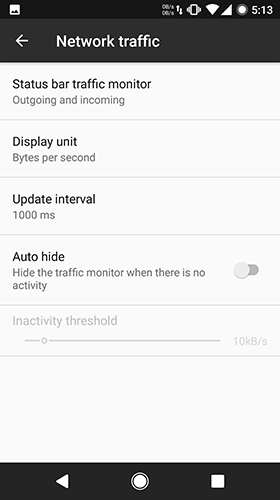 0B/s
0B/s
5:13
Network traffic
Status bar traffic monitor
Outgoing and incoming
Display unit
Bytes per second
Update interval
1000 ms
Auto hide
Hide the traffic monitor when there is no
activity
Inactivity threshold
10kB/s